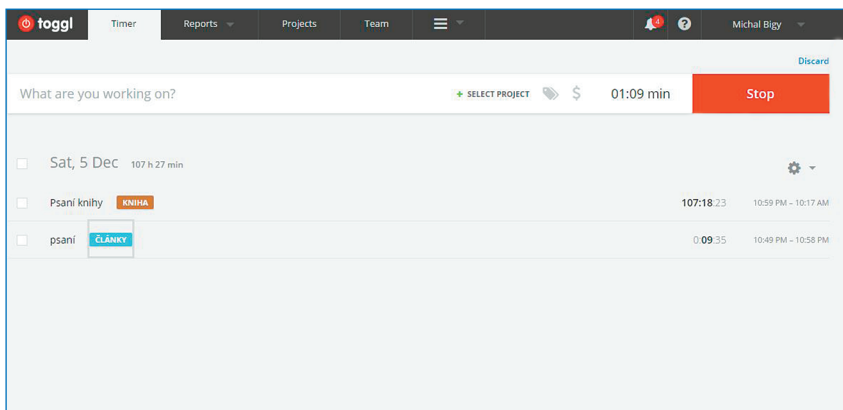 toggl Timer Reports Projects Team 4 ? Michal Bigy
Discard
What are you working on? + SELECT PROJECT $ 01:09 min Stop
Sat, 5 Dec 107 h 27 min
Psaní knihy KNIHA 107:18:23 10:59 PM – 10:17 AM
psaní ČLÁNKY 0:09:35 10:49 PM – 10:58 PM